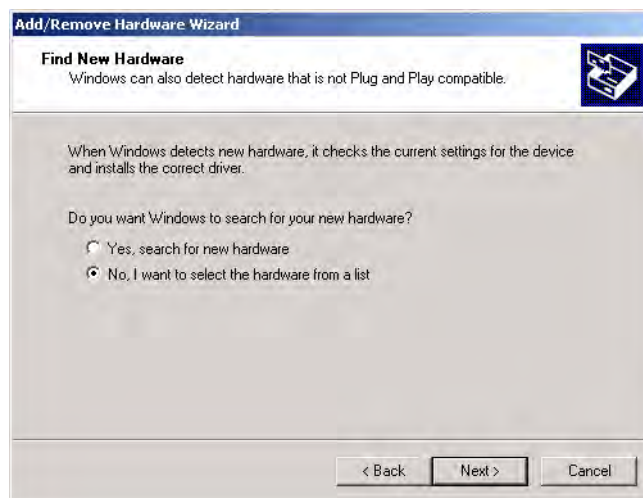 Add/Remove Hardware Wizard
Find New Hardware
Windows can also detect hardware that is not Plug and Play compatible.
When Windows detects new hardware, it checks the current settings for the device
and installs the correct driver.
Do you want Windows to search for your new hardware?
Yes, search for new hardware
No, I want to select the hardware from a list
< Back
Next >
Cancel